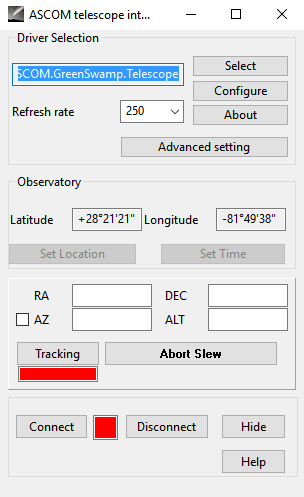 ASCOM telescope int...
Driver Selection
SCOM.GreenSwamp.Telescope
Select
Configure
Refresh rate
250
About
Advanced setting
Observatory
Latitude
+28°21'21"
Longitude
-81°49'38"
Set Location
Set Time
RA
DEC
AZ
ALT
Tracking
Abort Slew
Connect
Disconnect
Hide
Help